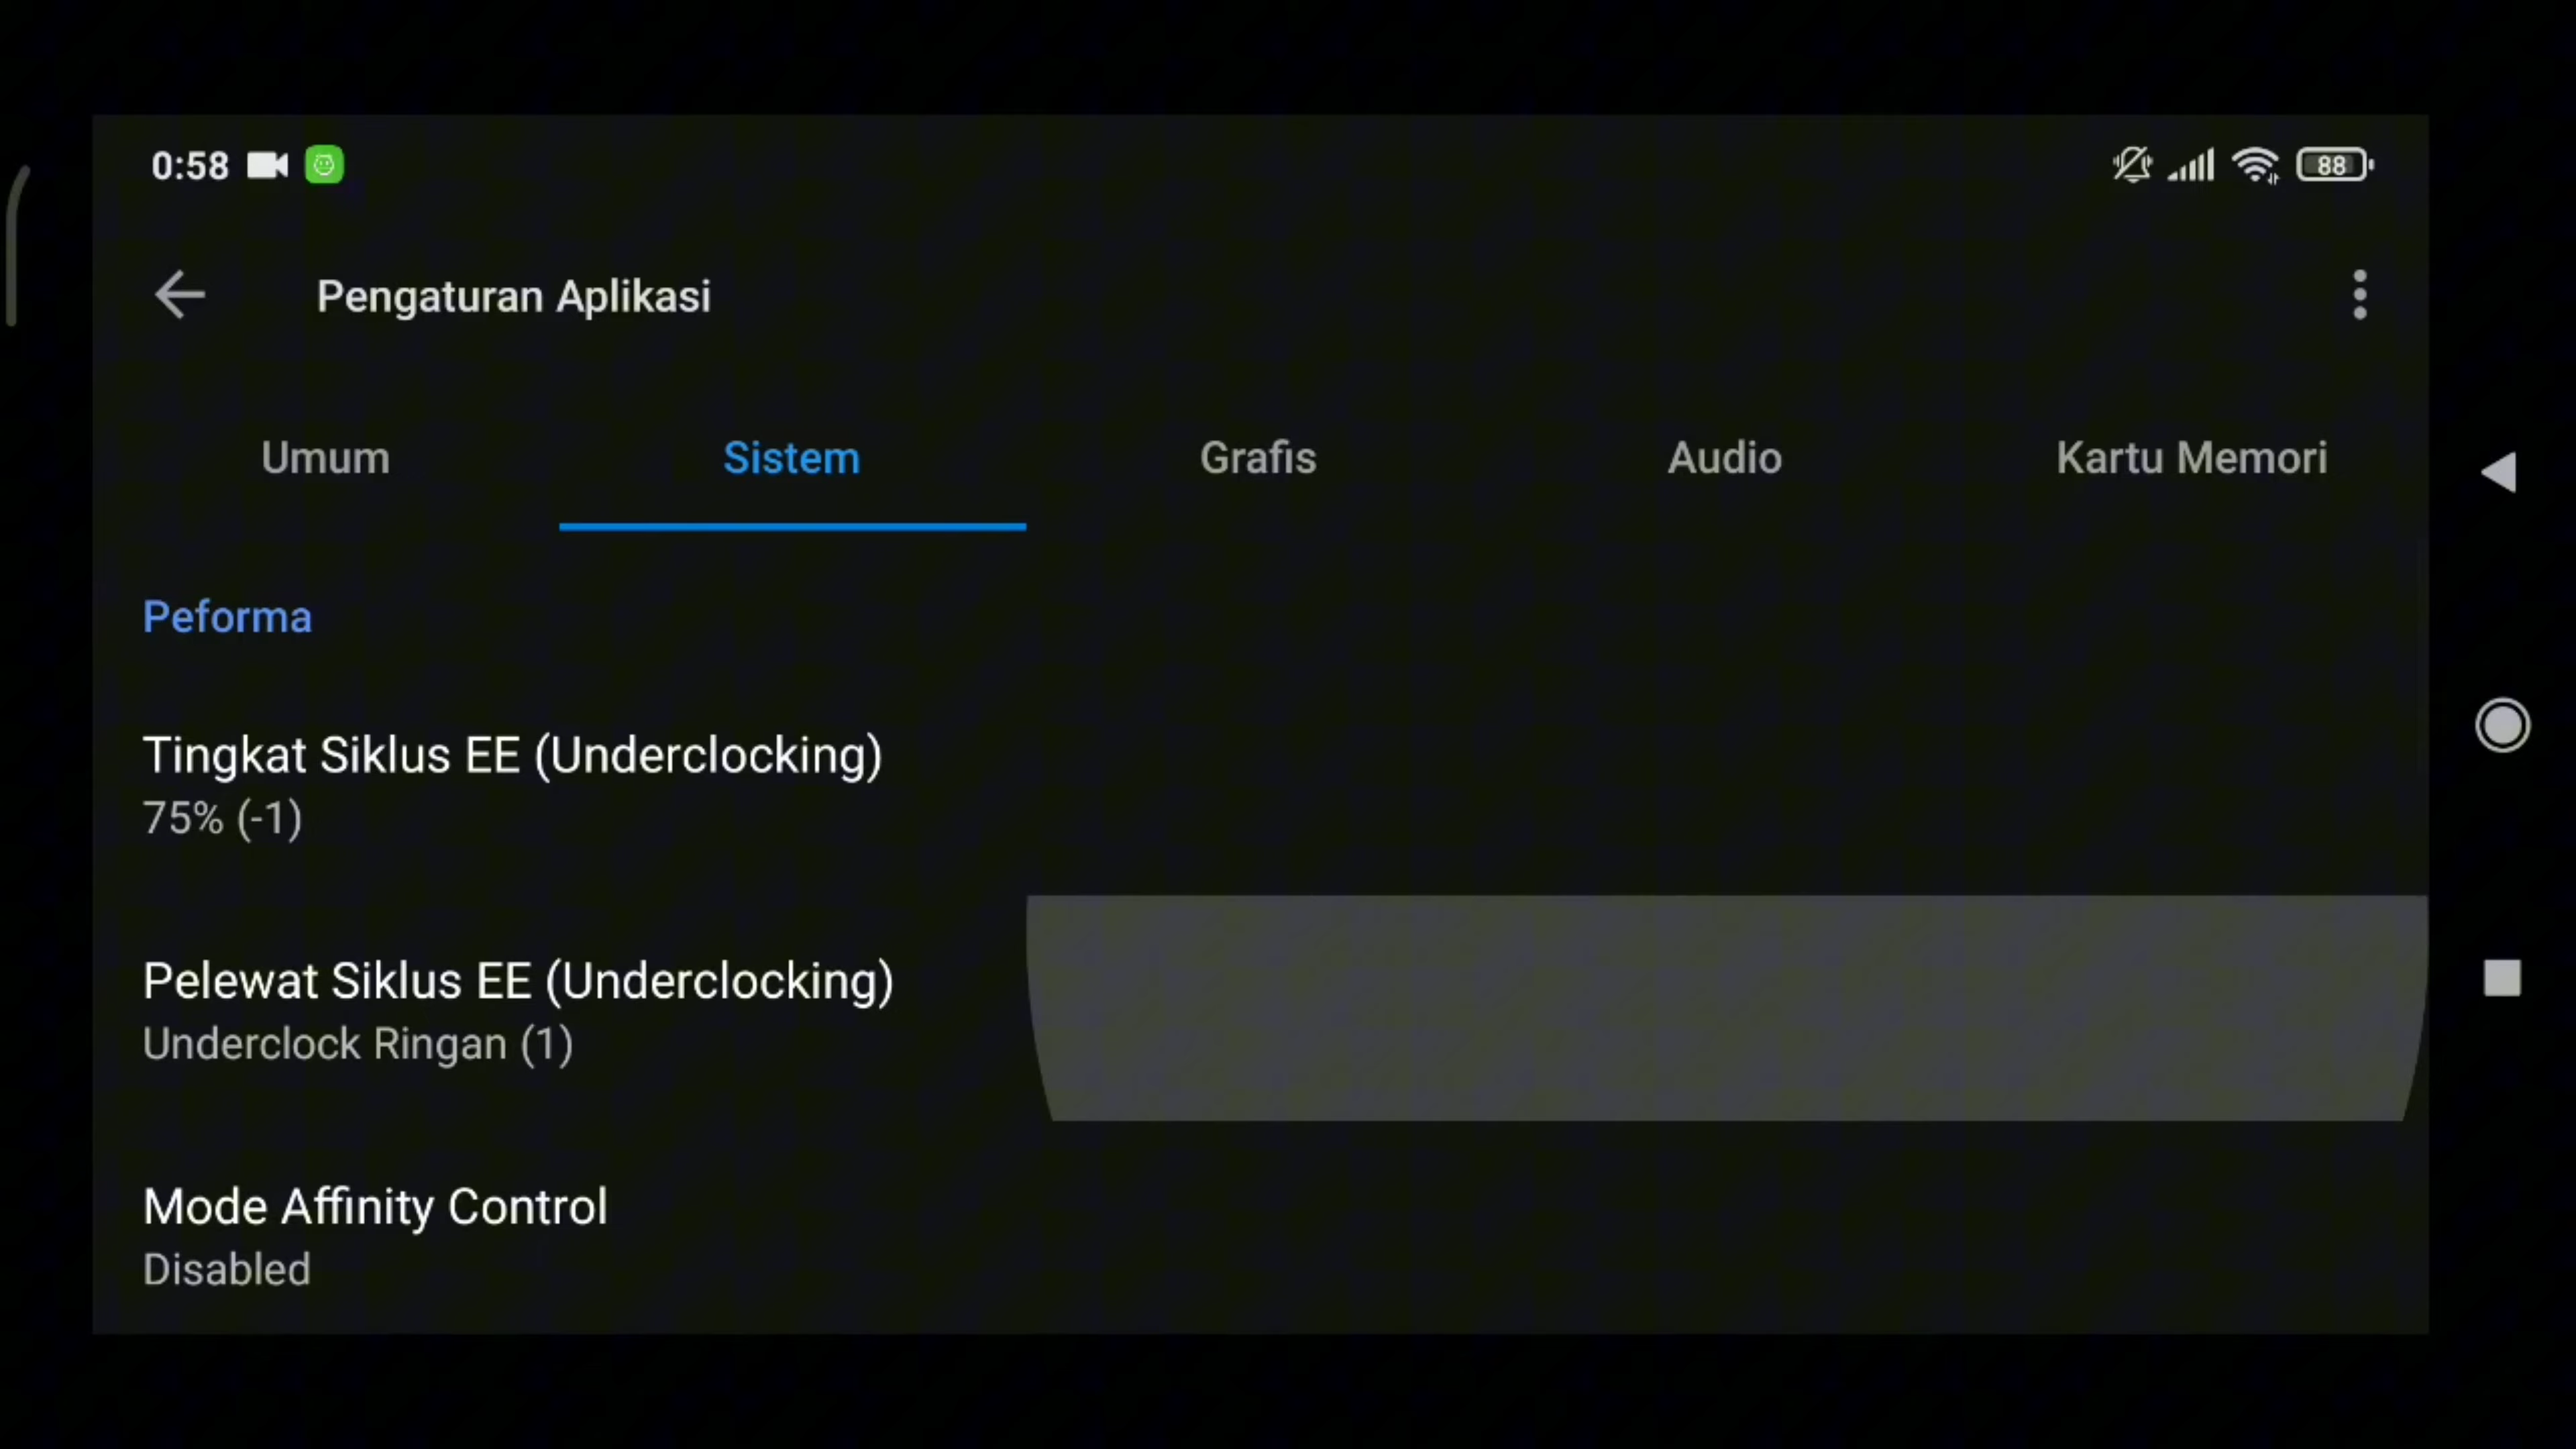 0:58
88
Pengaturan Aplikasi
Umum
Sistem
Grafis
Audio
Kartu Memori
Peforma
Tingkat Siklus EE (Underclocking)
75% (-1)
Pelewat Siklus EE (Underclocking)
Underclock Ringan (1)
Mode Affinity Control
Disabled